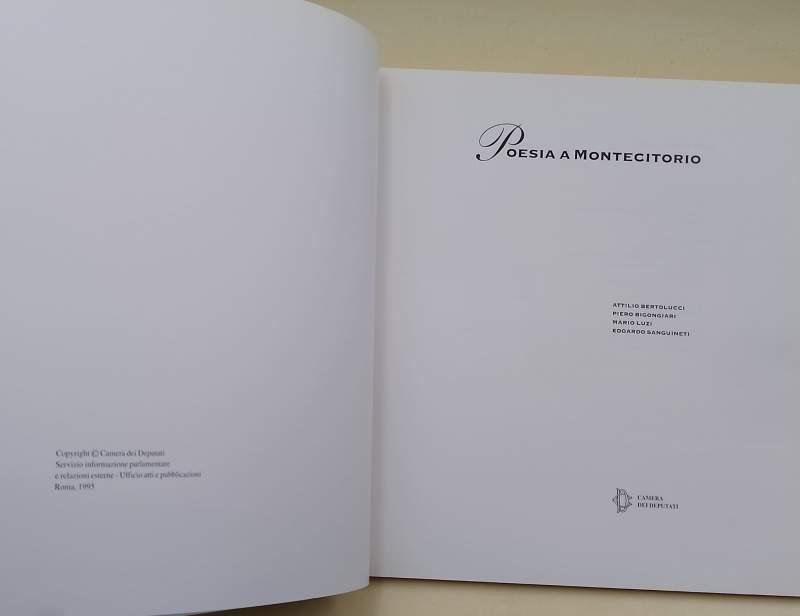 Copyright © Camera dei Deputati
Servizio informazione parlamentare
e relazioni esterne - Ufficio atti e pubblicazioni
Roma, 1995
POESIA A MONTECITORIO
ATTILIO BERTOLUCCI
PIERO BIGONGIARI
MARIO LUZI
EDOARDO SANGUINETI
CAMERA
DEI DEPUTATI